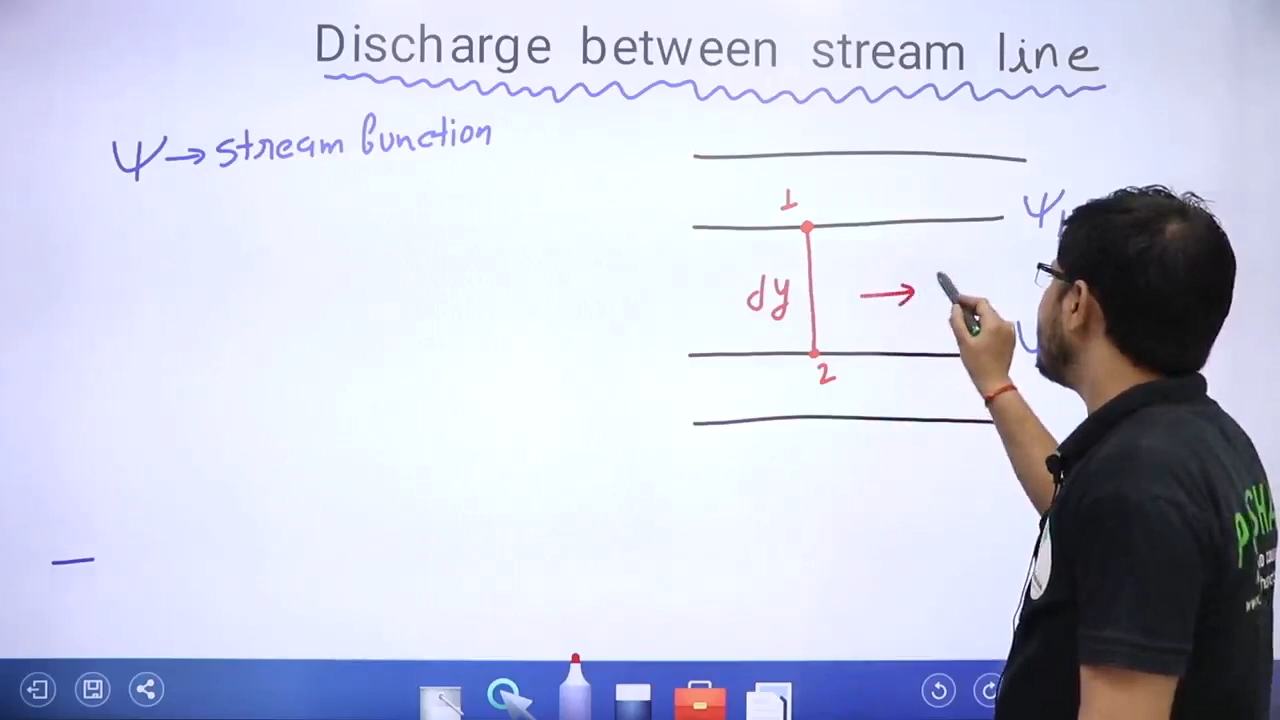 Discharge between stream line
ψ → stream function
ψ
1
dy
2